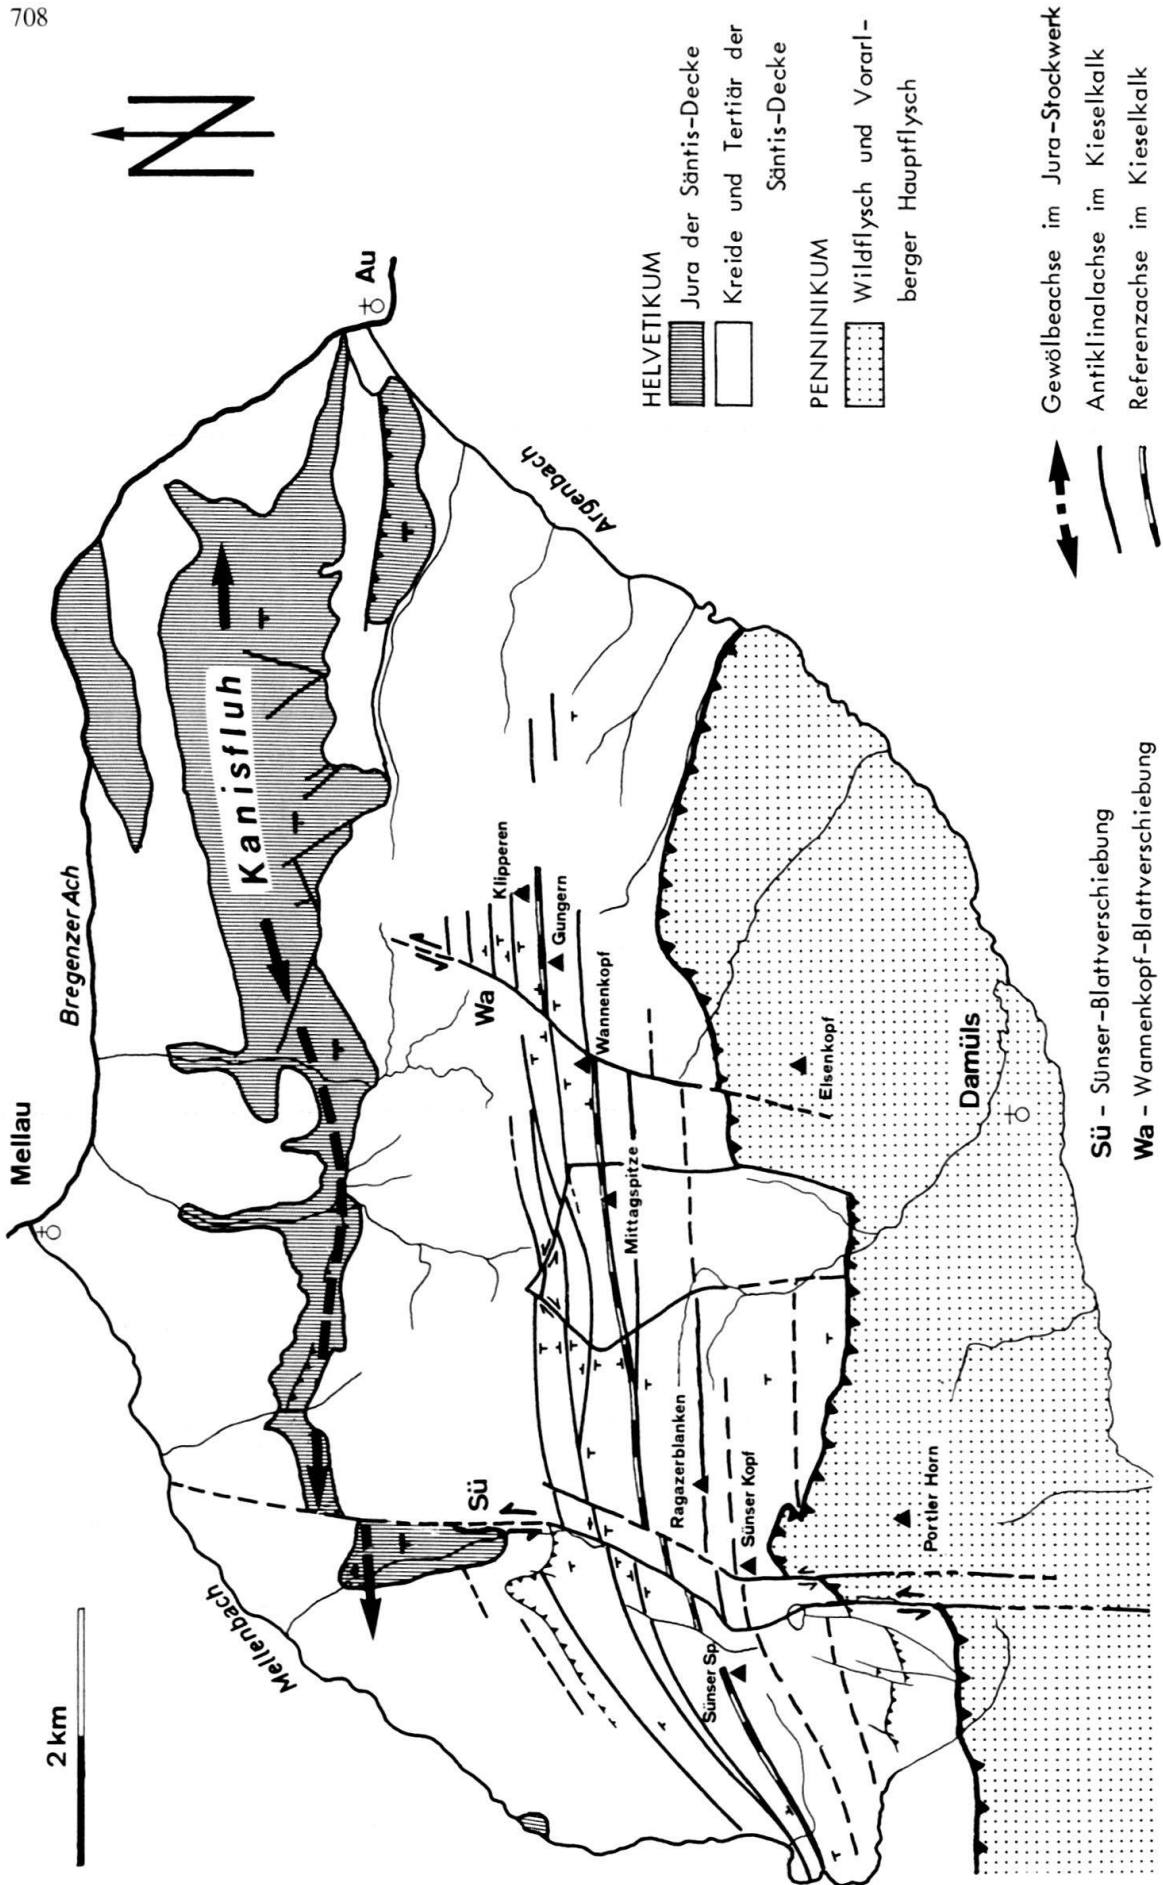 708
N
Mellau
Bregenzer Ach
Kanisfluh
Au
Argenbach
Mellenbach
2km
Sü
Wa
Klipperen
Gungern
Wannenkopf
Mittagspitze
Ragazerblanken
Sünser Kopf
Sünser Sp.
Portler Horn
Elsenkopf
Damüls
HELVETIKUM
Jura der Säntis-Decke
Kreide und Tertiär der
Säntis-Decke
PENNINIKUM
Wildflysch und Vorarl-
berger Hauptflysch
Gewölbeachse im Jura-Stockwerk
Antiklinalachse im Kieselkalk
Referenzachse im Kieselkalk
Sü - Sünser-Blattverschiebung
Wa - Wannenkopf-Blattverschiebung